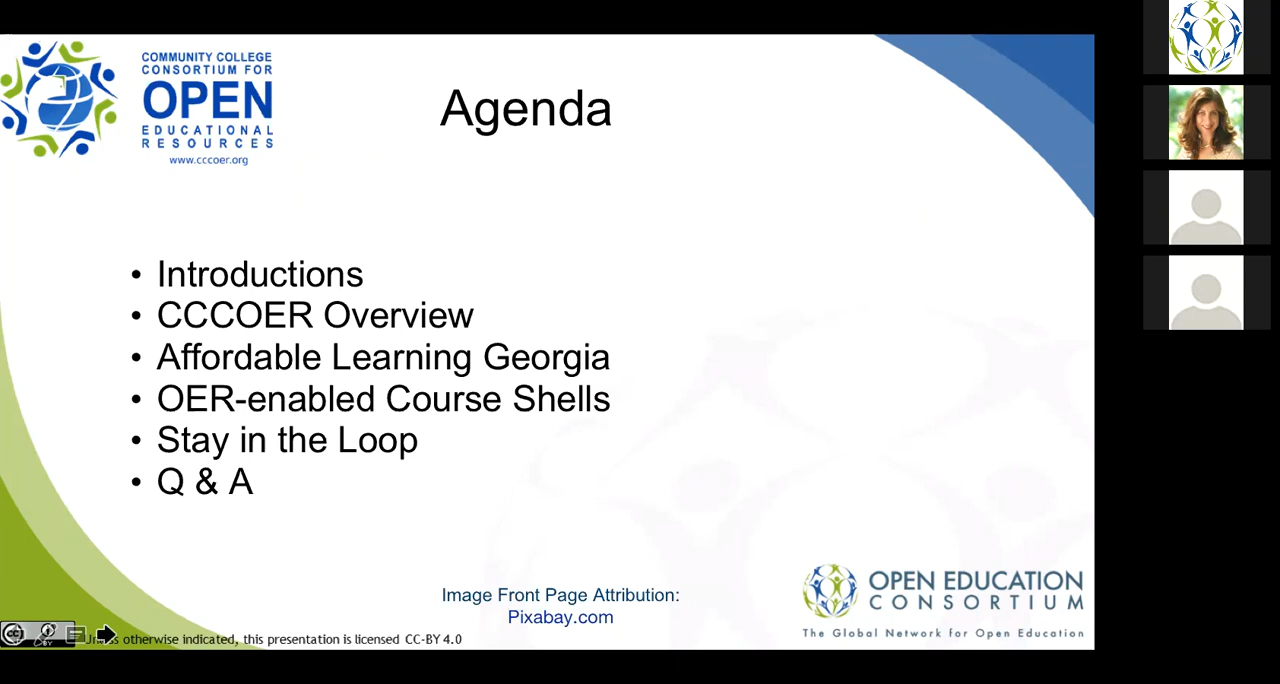 COMMUNITY COLLEGE
CONSORTIUM FOR
OPEN
EDUCATIONAL
RESOURCES
www.cccoer.org
Agenda
• Introductions
• CCCOER Overview
• Affordable Learning Georgia
• OER-enabled Course Shells
• Stay in the Loop
• Q & A
Image Front Page Attribution:
Pixabay.com
OPEN EDUCATION
CONSORTIUM
The Global Network for Open Education
cc
BY
otherwise indicated, this presentation is licensed CC-BY 4.0